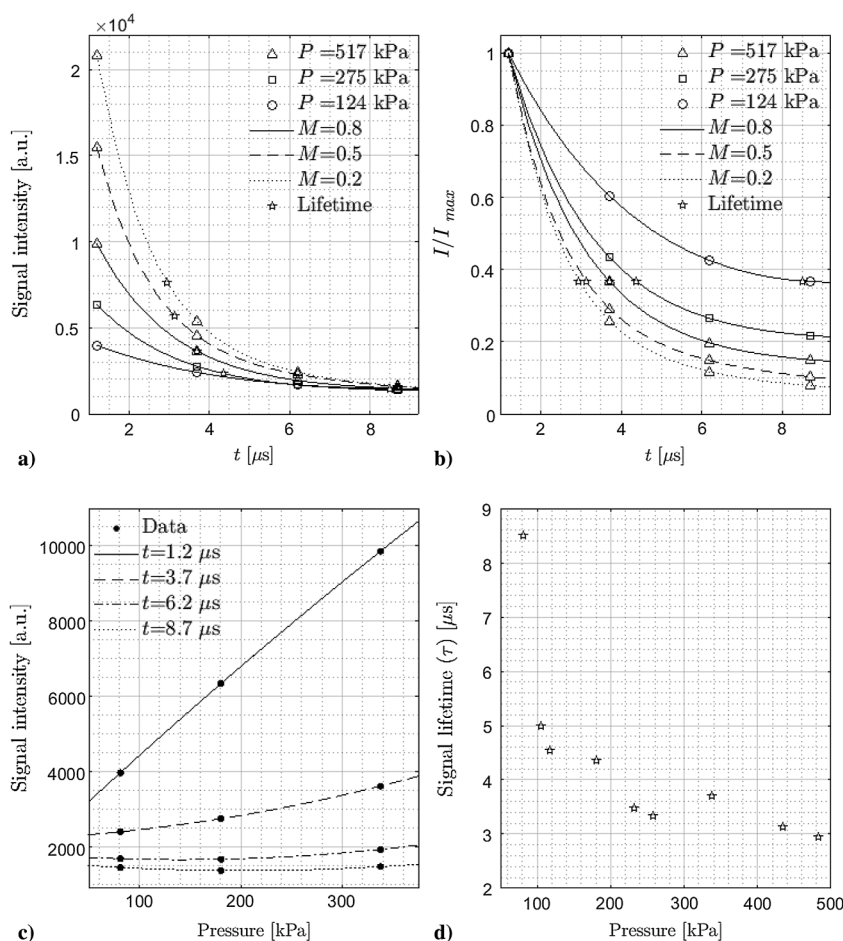 ×10⁴
2
1.5
1
0.5
0
2
4
6
8
Signal intensity [a.u.]
t [μs]
P =517 kPa
P =275 kPa
P =124 kPa
M=0.8
M=0.5
M=0.2
Lifetime
a)
1
0.8
0.6
0.4
0.2
0
2
4
6
8
I/I max
t [μs]
P =517 kPa
P =275 kPa
P =124 kPa
M=0.8
M=0.5
M=0.2
Lifetime
b)
10000
8000
6000
4000
2000
100
200
300
Signal intensity [a.u.]
Pressure [kPa]
Data
t=1.2 μs
t=3.7 μs
t=6.2 μs
t=8.7 μs
c)
9
8
7
6
5
4
3
2
100
200
300
400
500
Signal lifetime (τ) [μs]
Pressure [kPa]
d)